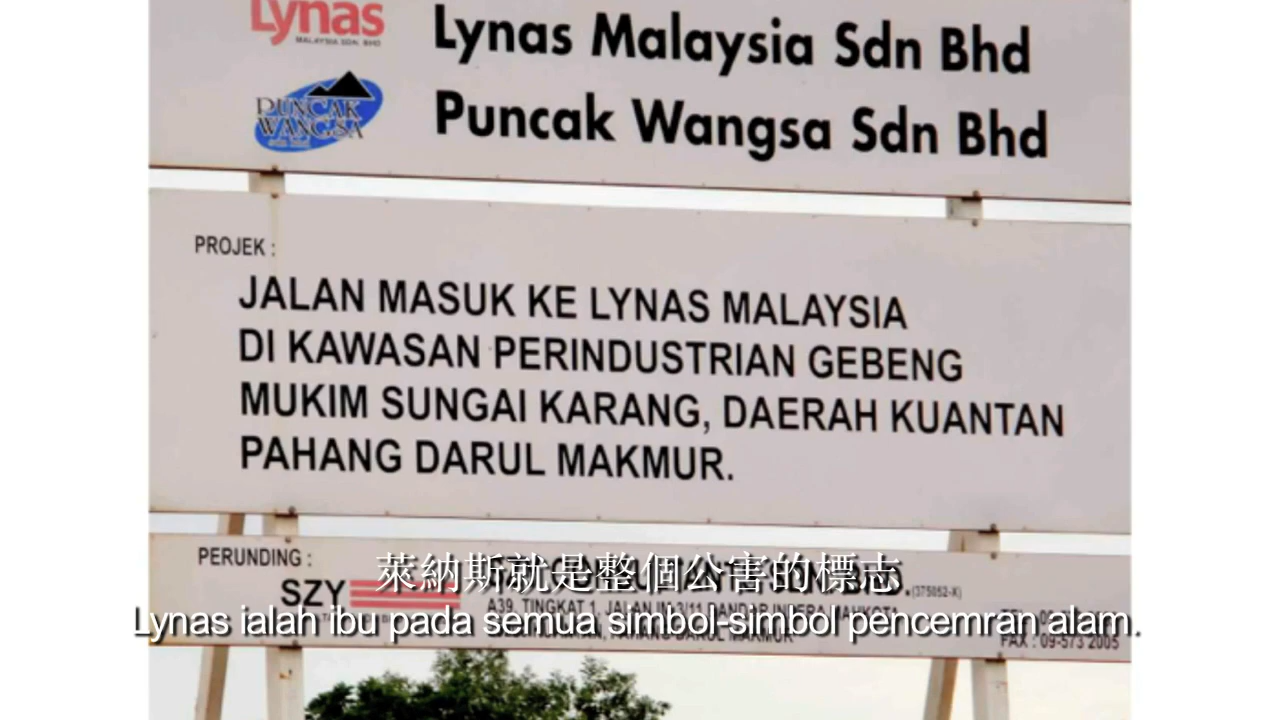 Lynas
MALAYSIA SDN. BHD
Lynas Malaysia Sdn Bhd
PUNCAK
WANGSA
Puncak Wangsa Sdn Bhd
PROJEK :
JALAN MASUK KE LYNAS MALAYSIA
DI KAWASAN PERINDUSTRIAN GEBENG
MUKIM SUNGAI KARANG, DAERAH KUANTAN
PAHANG DARUL MAKMUR.
PERUNDING :
SZY
(375052-X)
A39, TINGKAT 1, JALAN
PAHANG DARUL MAKMUR
FAX : 09-573 2005
萊納斯就是整個公害的標志
Lynas ialah ibu pada semua simbol-simbol pencemran alam.